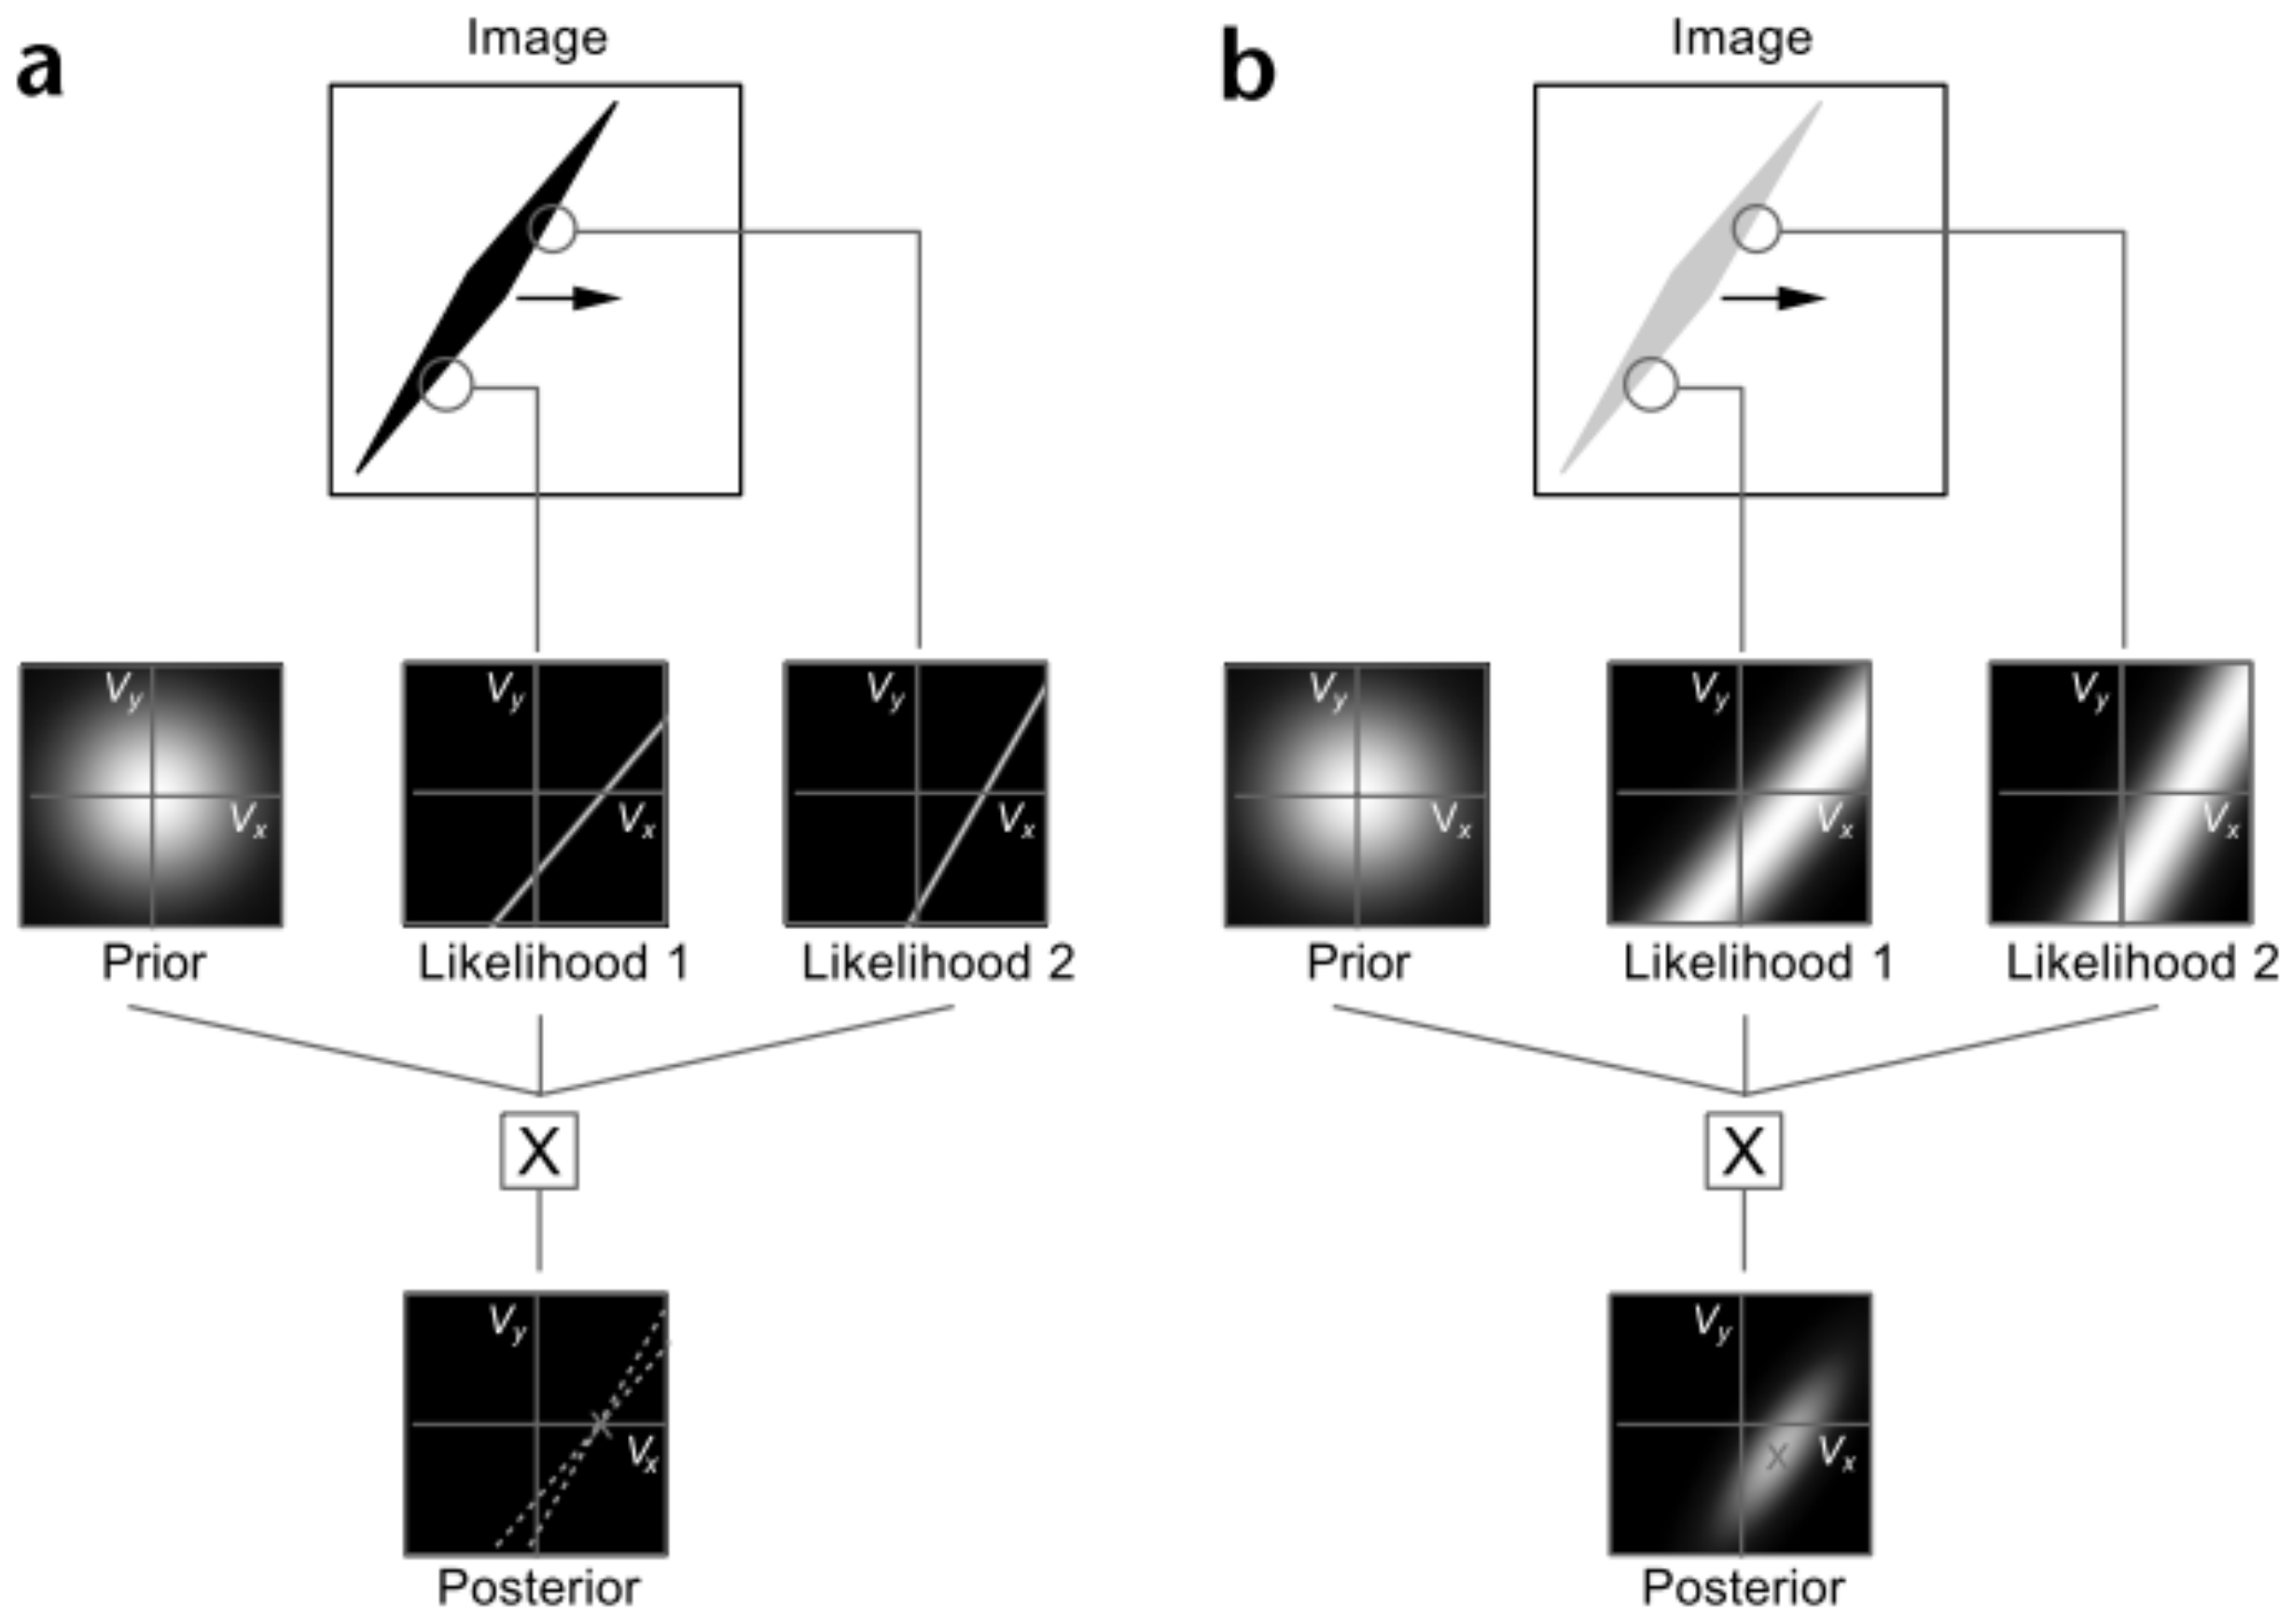 a
Image
Vy
Vx
Prior
Vy
Vx
Likelihood 1
Vy
Vx
Likelihood 2
X
Vy
X
Vx
Posterior
b
Image
Vy
Vx
Prior
Vy
Vx
Likelihood 1
Vy
Vx
Likelihood 2
X
Vy
X
Vx
Posterior